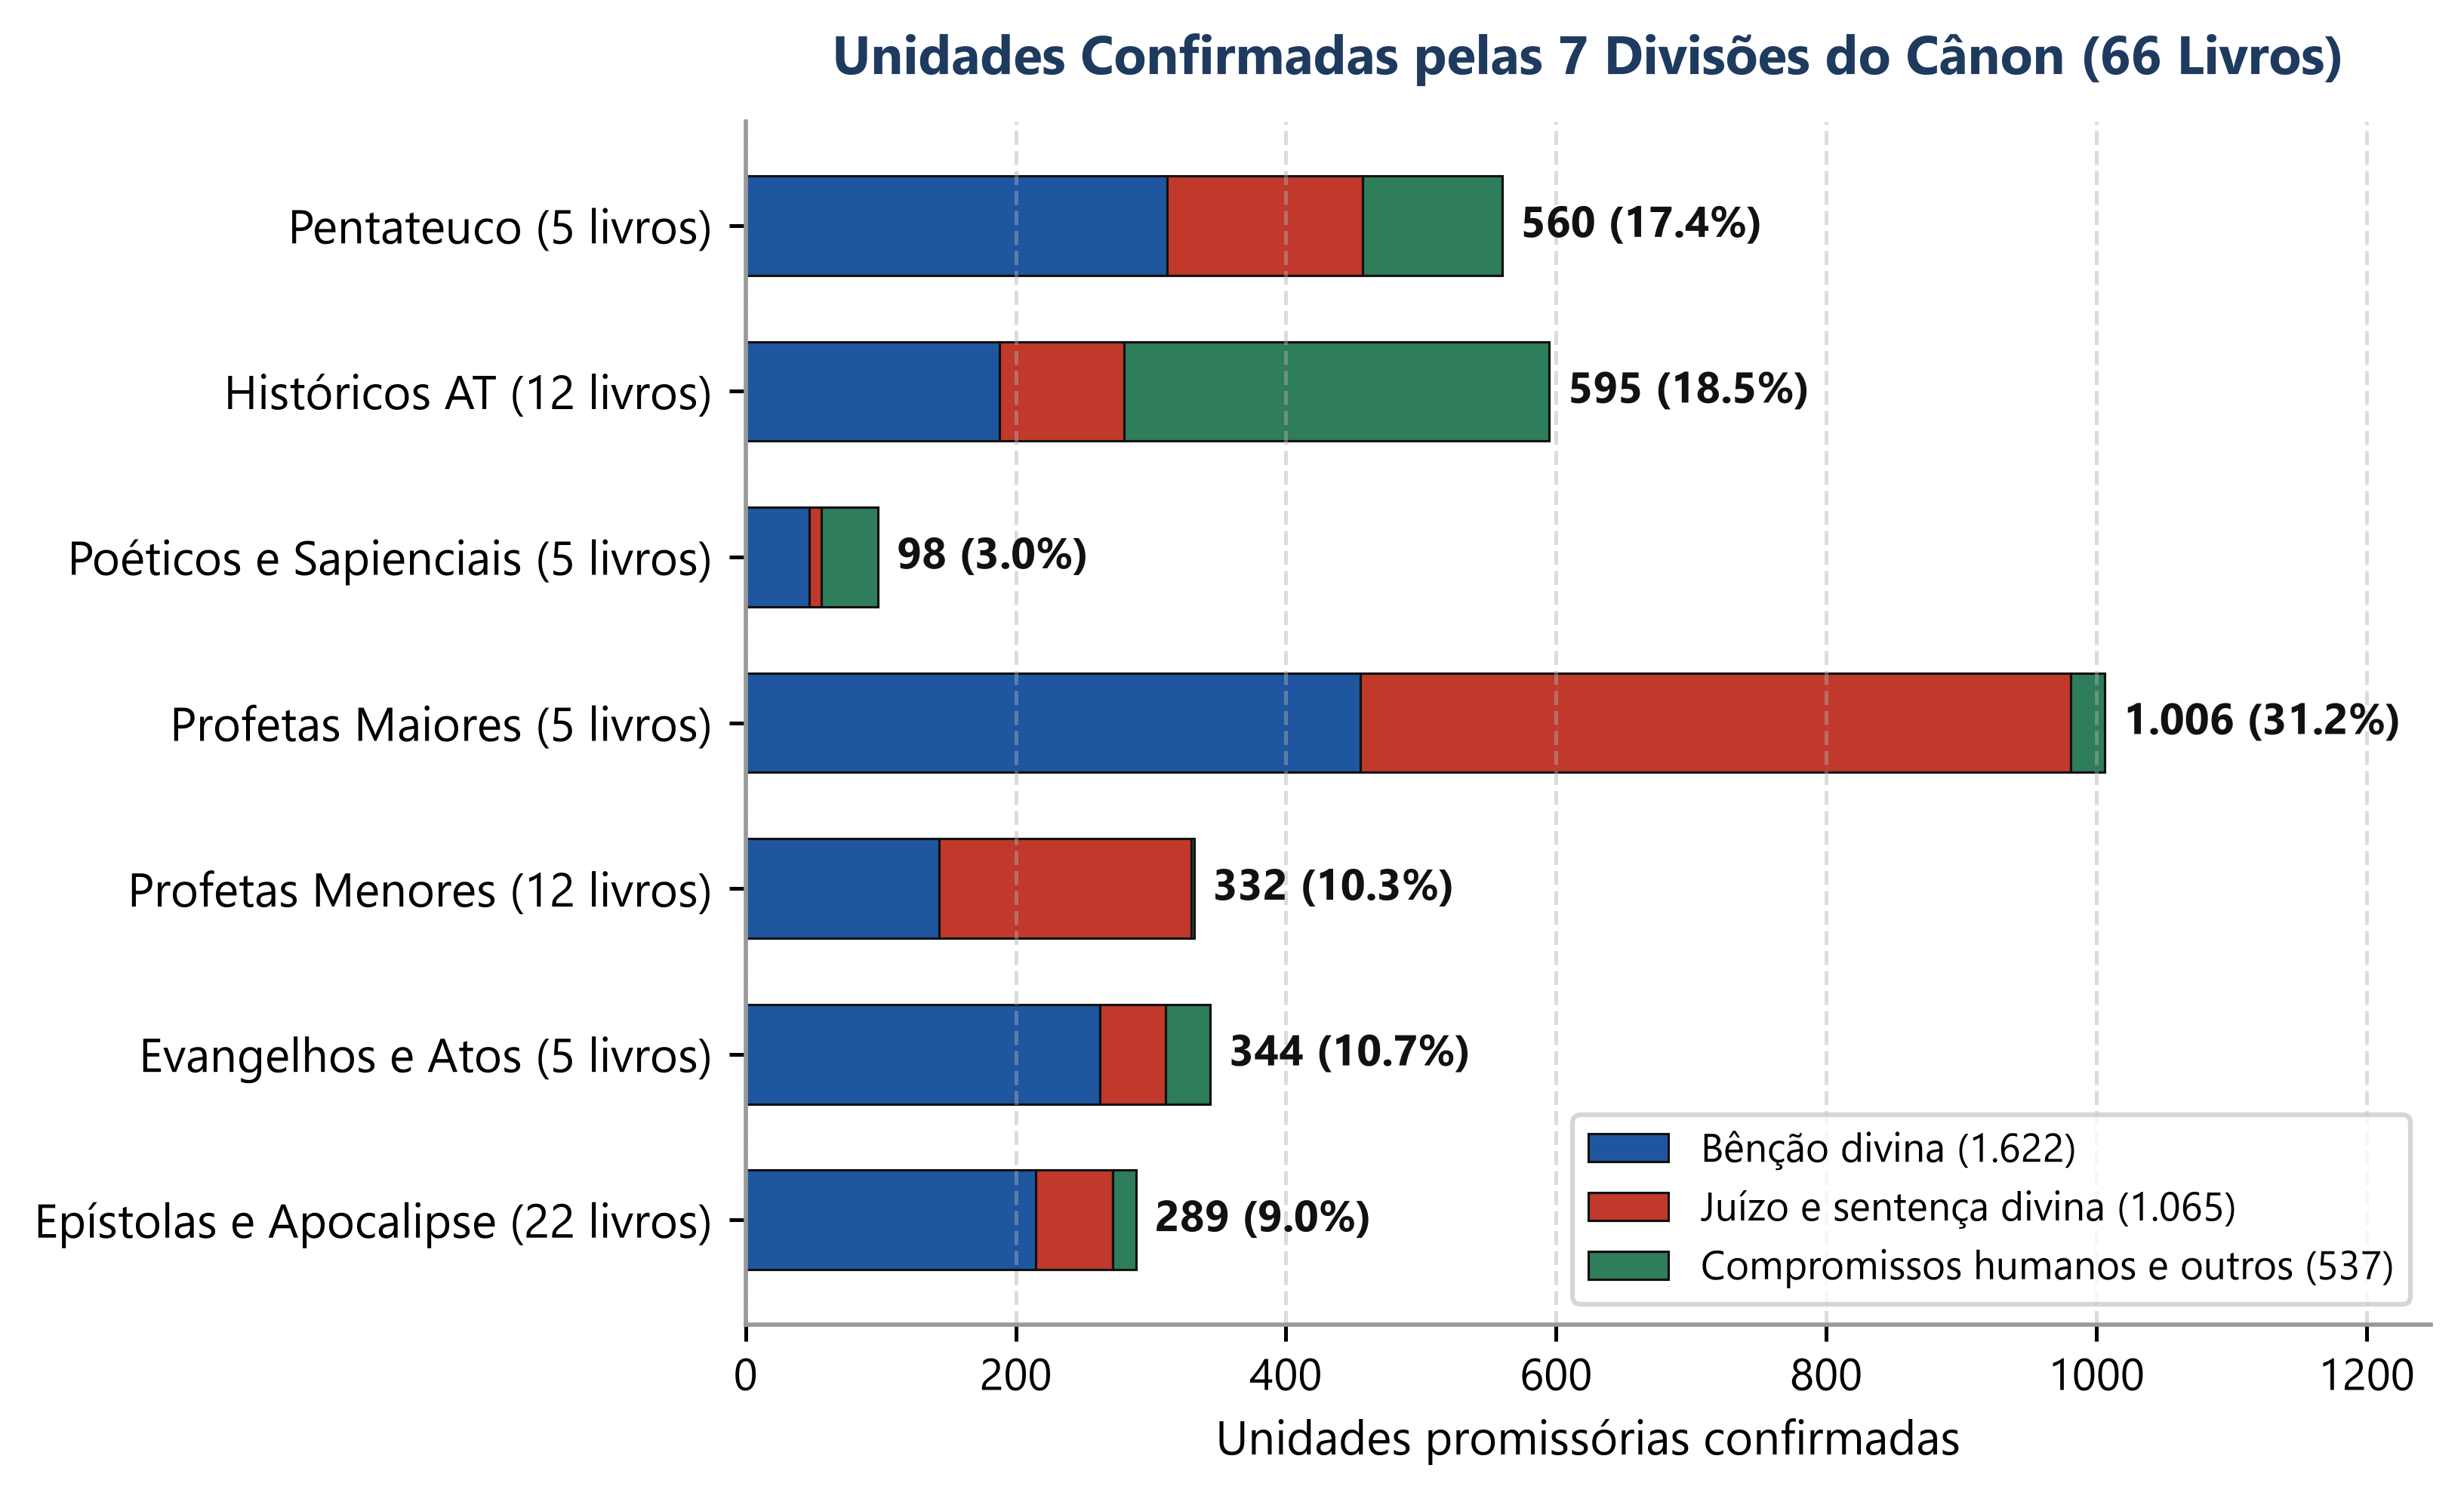 Unidades Confirmadas pelas 7 Divisões do Cânon (66 Livros)
Pentateuco (5 livros)
560 (17.4%)
Históricos AT (12 livros)
595 (18.5%)
Poéticos e Sapienciais (5 livros)
98 (3.0%)
Profetas Maiores (5 livros)
1.006 (31.2%)
Profetas Menores (12 livros)
332 (10.3%)
Evangelhos e Atos (5 livros)
344 (10.7%)
Epístolas e Apocalipse (22 livros)
289 (9.0%)
Bênção divina (1.622)
Juízo e sentença divina (1.065)
Compromissos humanos e outros (537)
0 200 400 600 800 1000 1200
Unidades promissórias confirmadas